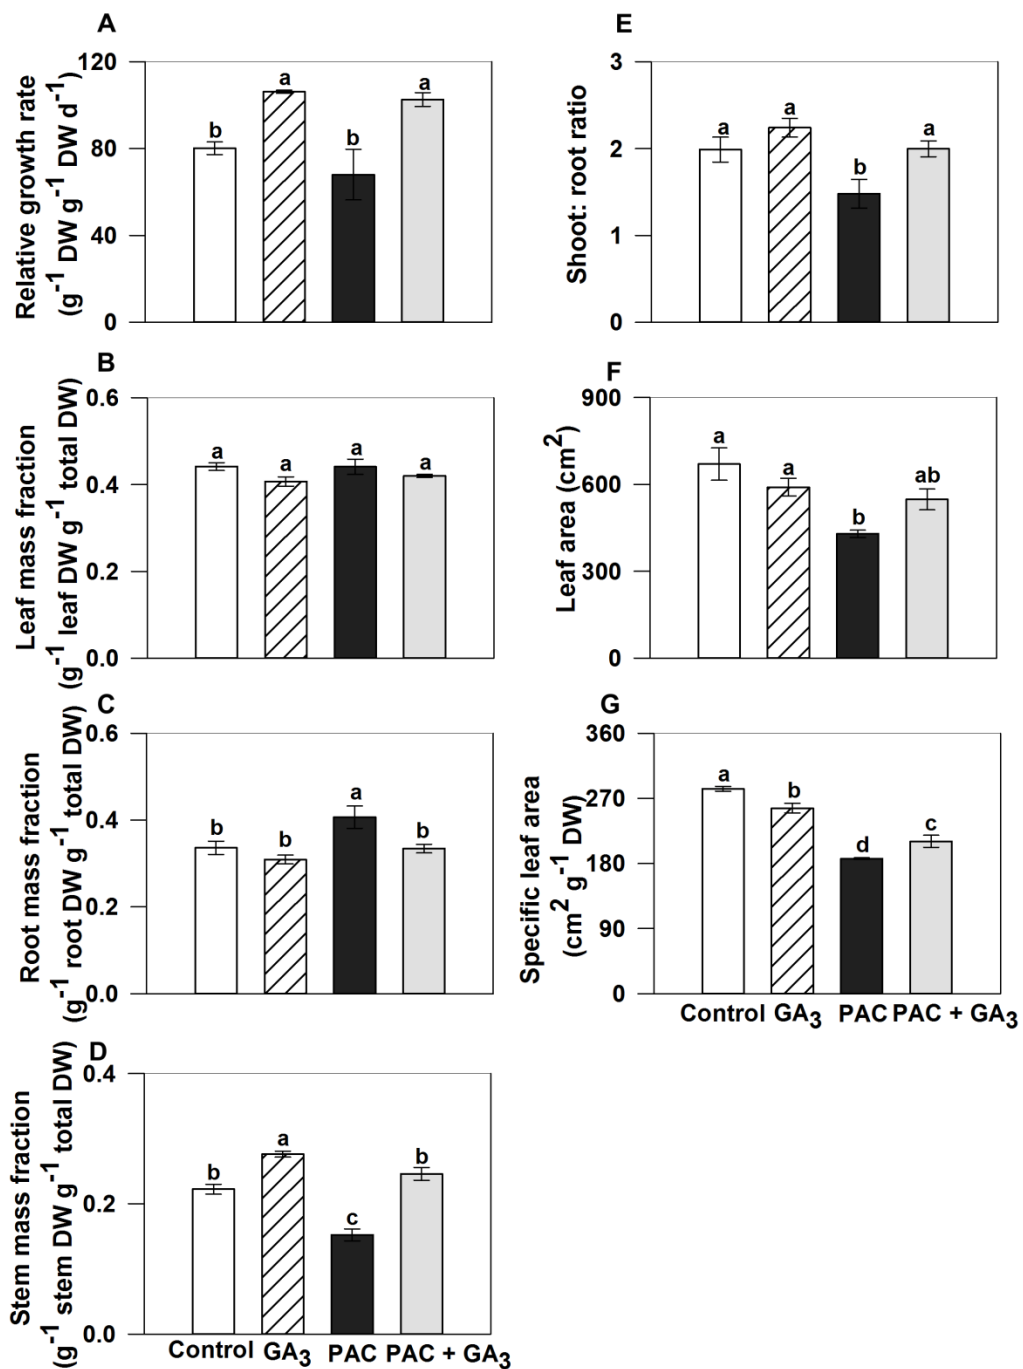 A
Relative growth rate
(g⁻¹ DW g⁻¹ DW d⁻¹)
120
80
40
0
b
a
b
a
B
Leaf mass fraction
(g⁻¹ leaf DW g⁻¹ total DW)
0.6
0.4
0.2
0.0
a
a
a
a
C
Root mass fraction
(g⁻¹ root DW g⁻¹ total DW)
0.6
0.4
0.2
0.0
b
b
a
b
D
Stem mass fraction
(g⁻¹ stem DW g⁻¹ total DW)
0.4
0.2
0.0
b
a
c
b
Control GA₃ PAC PAC + GA₃
E
Shoot: root ratio
3
2
1
0
a
a
b
a
F
Leaf area (cm²)
900
600
300
0
a
a
b
ab
G
Specific leaf area
(cm² g⁻¹ DW)
360
270
180
90
0
a
b
d
c
Control GA₃ PAC PAC + GA₃